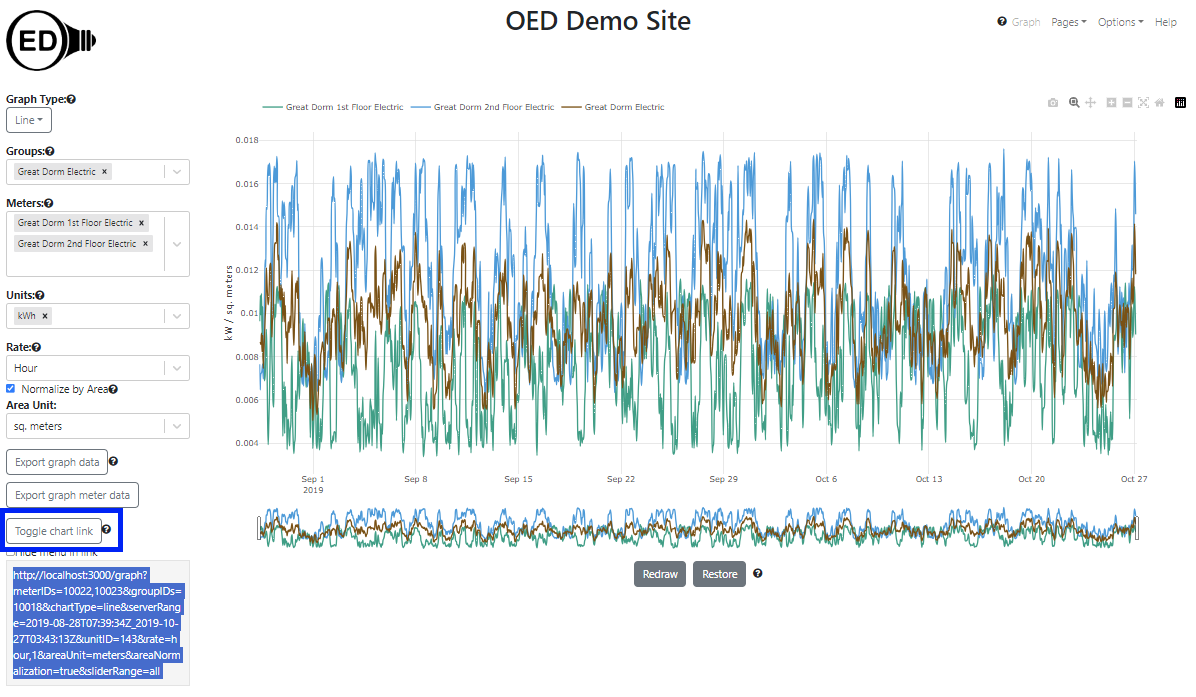 ED
OED Demo Site
Graph Pages Options Help
Graph Type:
Line
Groups:
Great Dorm Electric ×
Meters:
Great Dorm 1st Floor Electric ×
Great Dorm 2nd Floor Electric ×
Units:
kWh ×
Rate:
Hour
Normalize by Area
Area Unit:
sq. meters
Export graph data
Export graph meter data
Toggle chart link
Hide menu in link
http://localhost:3000/graph?
meterIDs=10022,10023&groupIDs=
10018&chartType=line&serverRang
e=2019-08-28T07:39:34Z_2019-10-
27T03:43:13Z&unitID=143&rate=h
our,1&areaUnit=meters&areaNorm
alization=true&sliderRange=all
Great Dorm 1st Floor Electric Great Dorm 2nd Floor Electric Great Dorm Electric
kW / sq. meters
0.018
0.016
0.014
0.012
0.01
0.008
0.006
0.004
Sep 1 Sep 8 Sep 15 Sep 22 Sep 29 Oct 6 Oct 13 Oct 20 Oct 27
2019
Redraw Restore